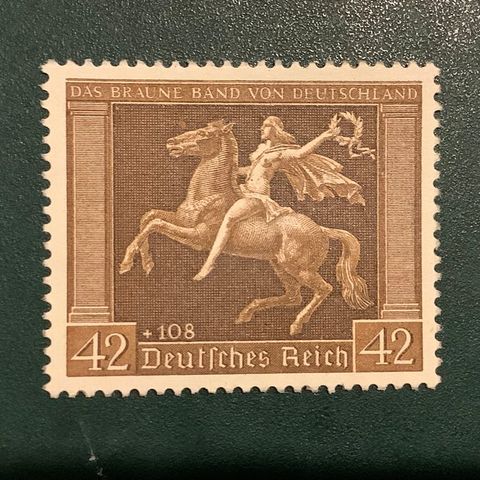 DAS BRAUNE BAND VON DEUTSCHLAND
+108
42 Deutsches Reich 42